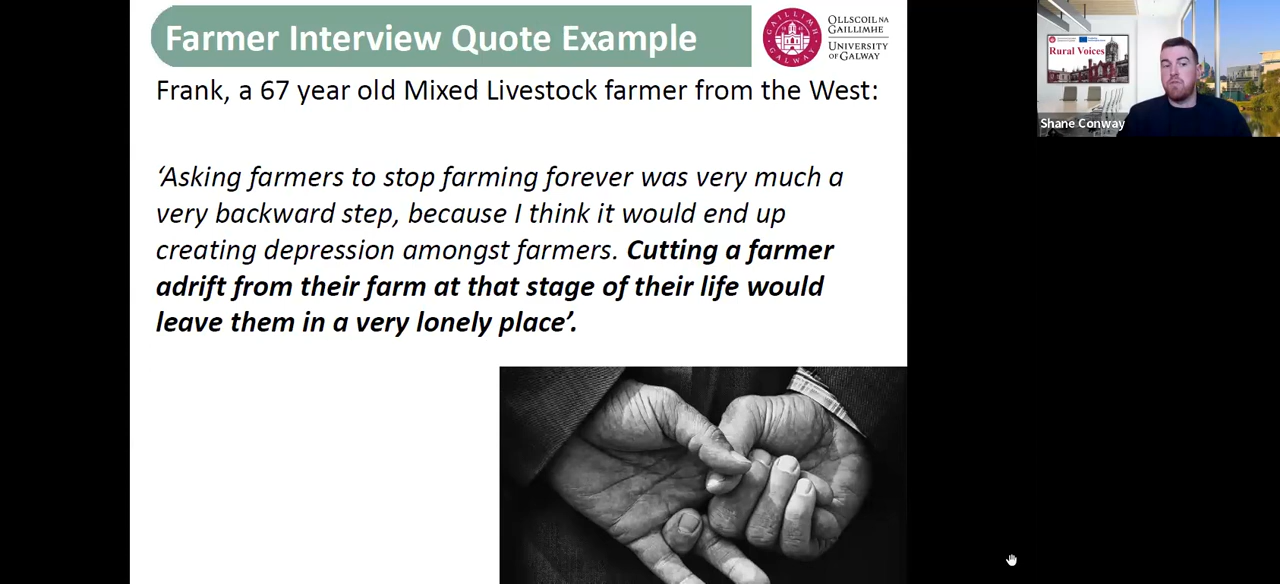 Farmer Interview Quote Example
GAILLIMH
GALWAY
OLLSCOIL NA
GAILLIMHE
UNIVERSITY
OF GALWAY
Frank, a 67 year old Mixed Livestock farmer from the West:
‘Asking farmers to stop farming forever was very much a
very backward step, because I think it would end up
creating depression amongst farmers. Cutting a farmer
adrift from their farm at that stage of their life would
leave them in a very lonely place’.
Rural Voices
Shane Conway